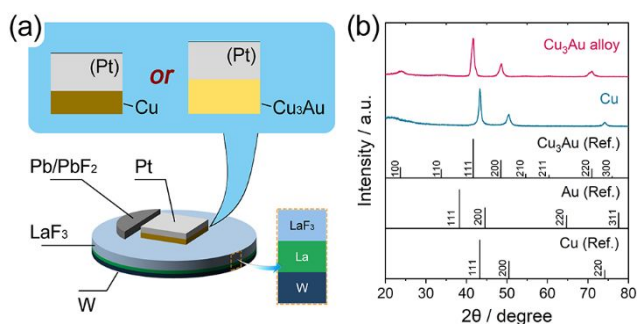 (a)
(Pt)
or
(Pt)
Cu
Cu₃Au
Pb/PbF₂
Pt
LaF₃
W
LaF₃
La
W
(b)
Intensity / a.u.
Cu₃Au alloy
Cu
Cu₃Au (Ref.)
100
110
111
200
210
211
220
300
Au (Ref.)
111
200
220
311
Cu (Ref.)
111
200
220
20 30 40 50 60 70 80
2θ / degree